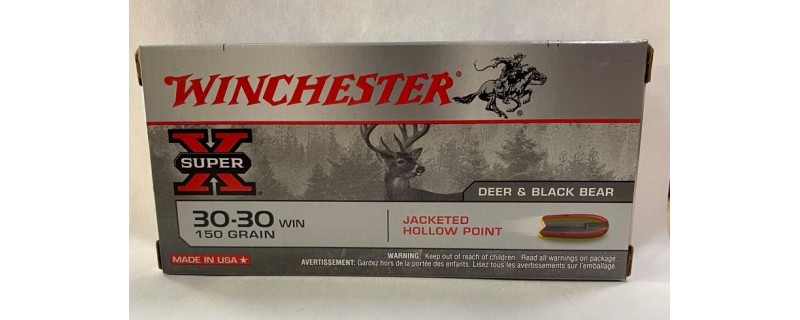 WINCHESTER®
X
SUPER
DEER & BLACK BEAR
30-30 WIN
150 GRAIN
JACKETED
HOLLOW POINT
MADE IN USA ★
WARNING: Keep out of reach of children. Read all warnings on package.
AVERTISSEMENT: Gardez hors de la portée des enfants. Lisez tous les avertissements sur l'emballage.